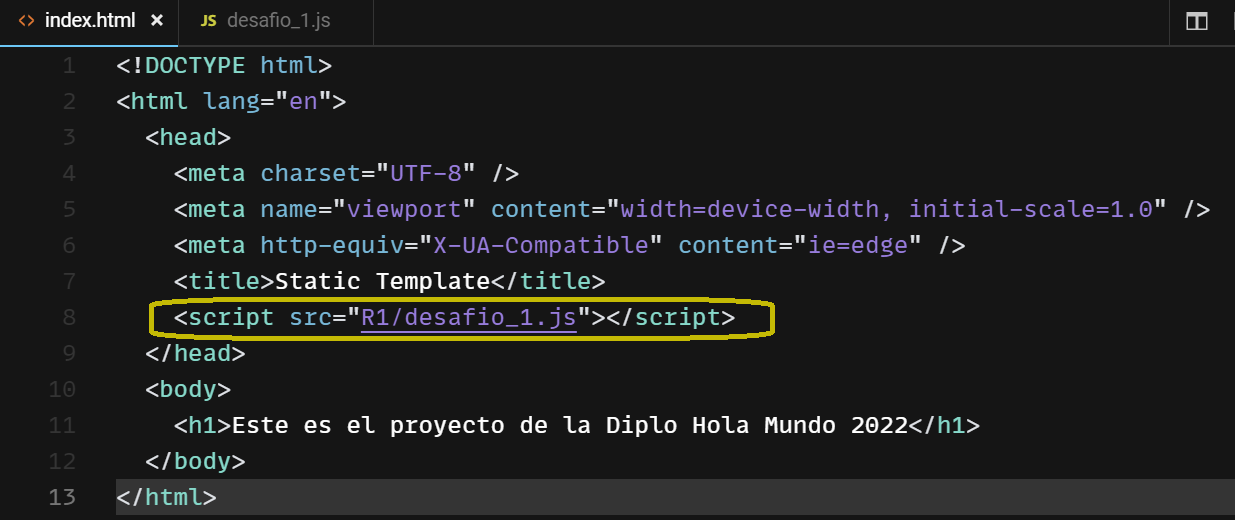 <> index.html × JS desafio_1.js
1 <!DOCTYPE html>
2 <html lang="en">
3 <head>
4 <meta charset="UTF-8" />
5 <meta name="viewport" content="width=device-width, initial-scale=1.0" />
6 <meta http-equiv="X-UA-Compatible" content="ie=edge" />
7 <title>Static Template</title>
8 <script src="R1/desafio_1.js"></script>
9 </head>
10 <body>
11 <h1>Este es el proyecto de la Diplo Hola Mundo 2022</h1>
12 </body>
13 </html>